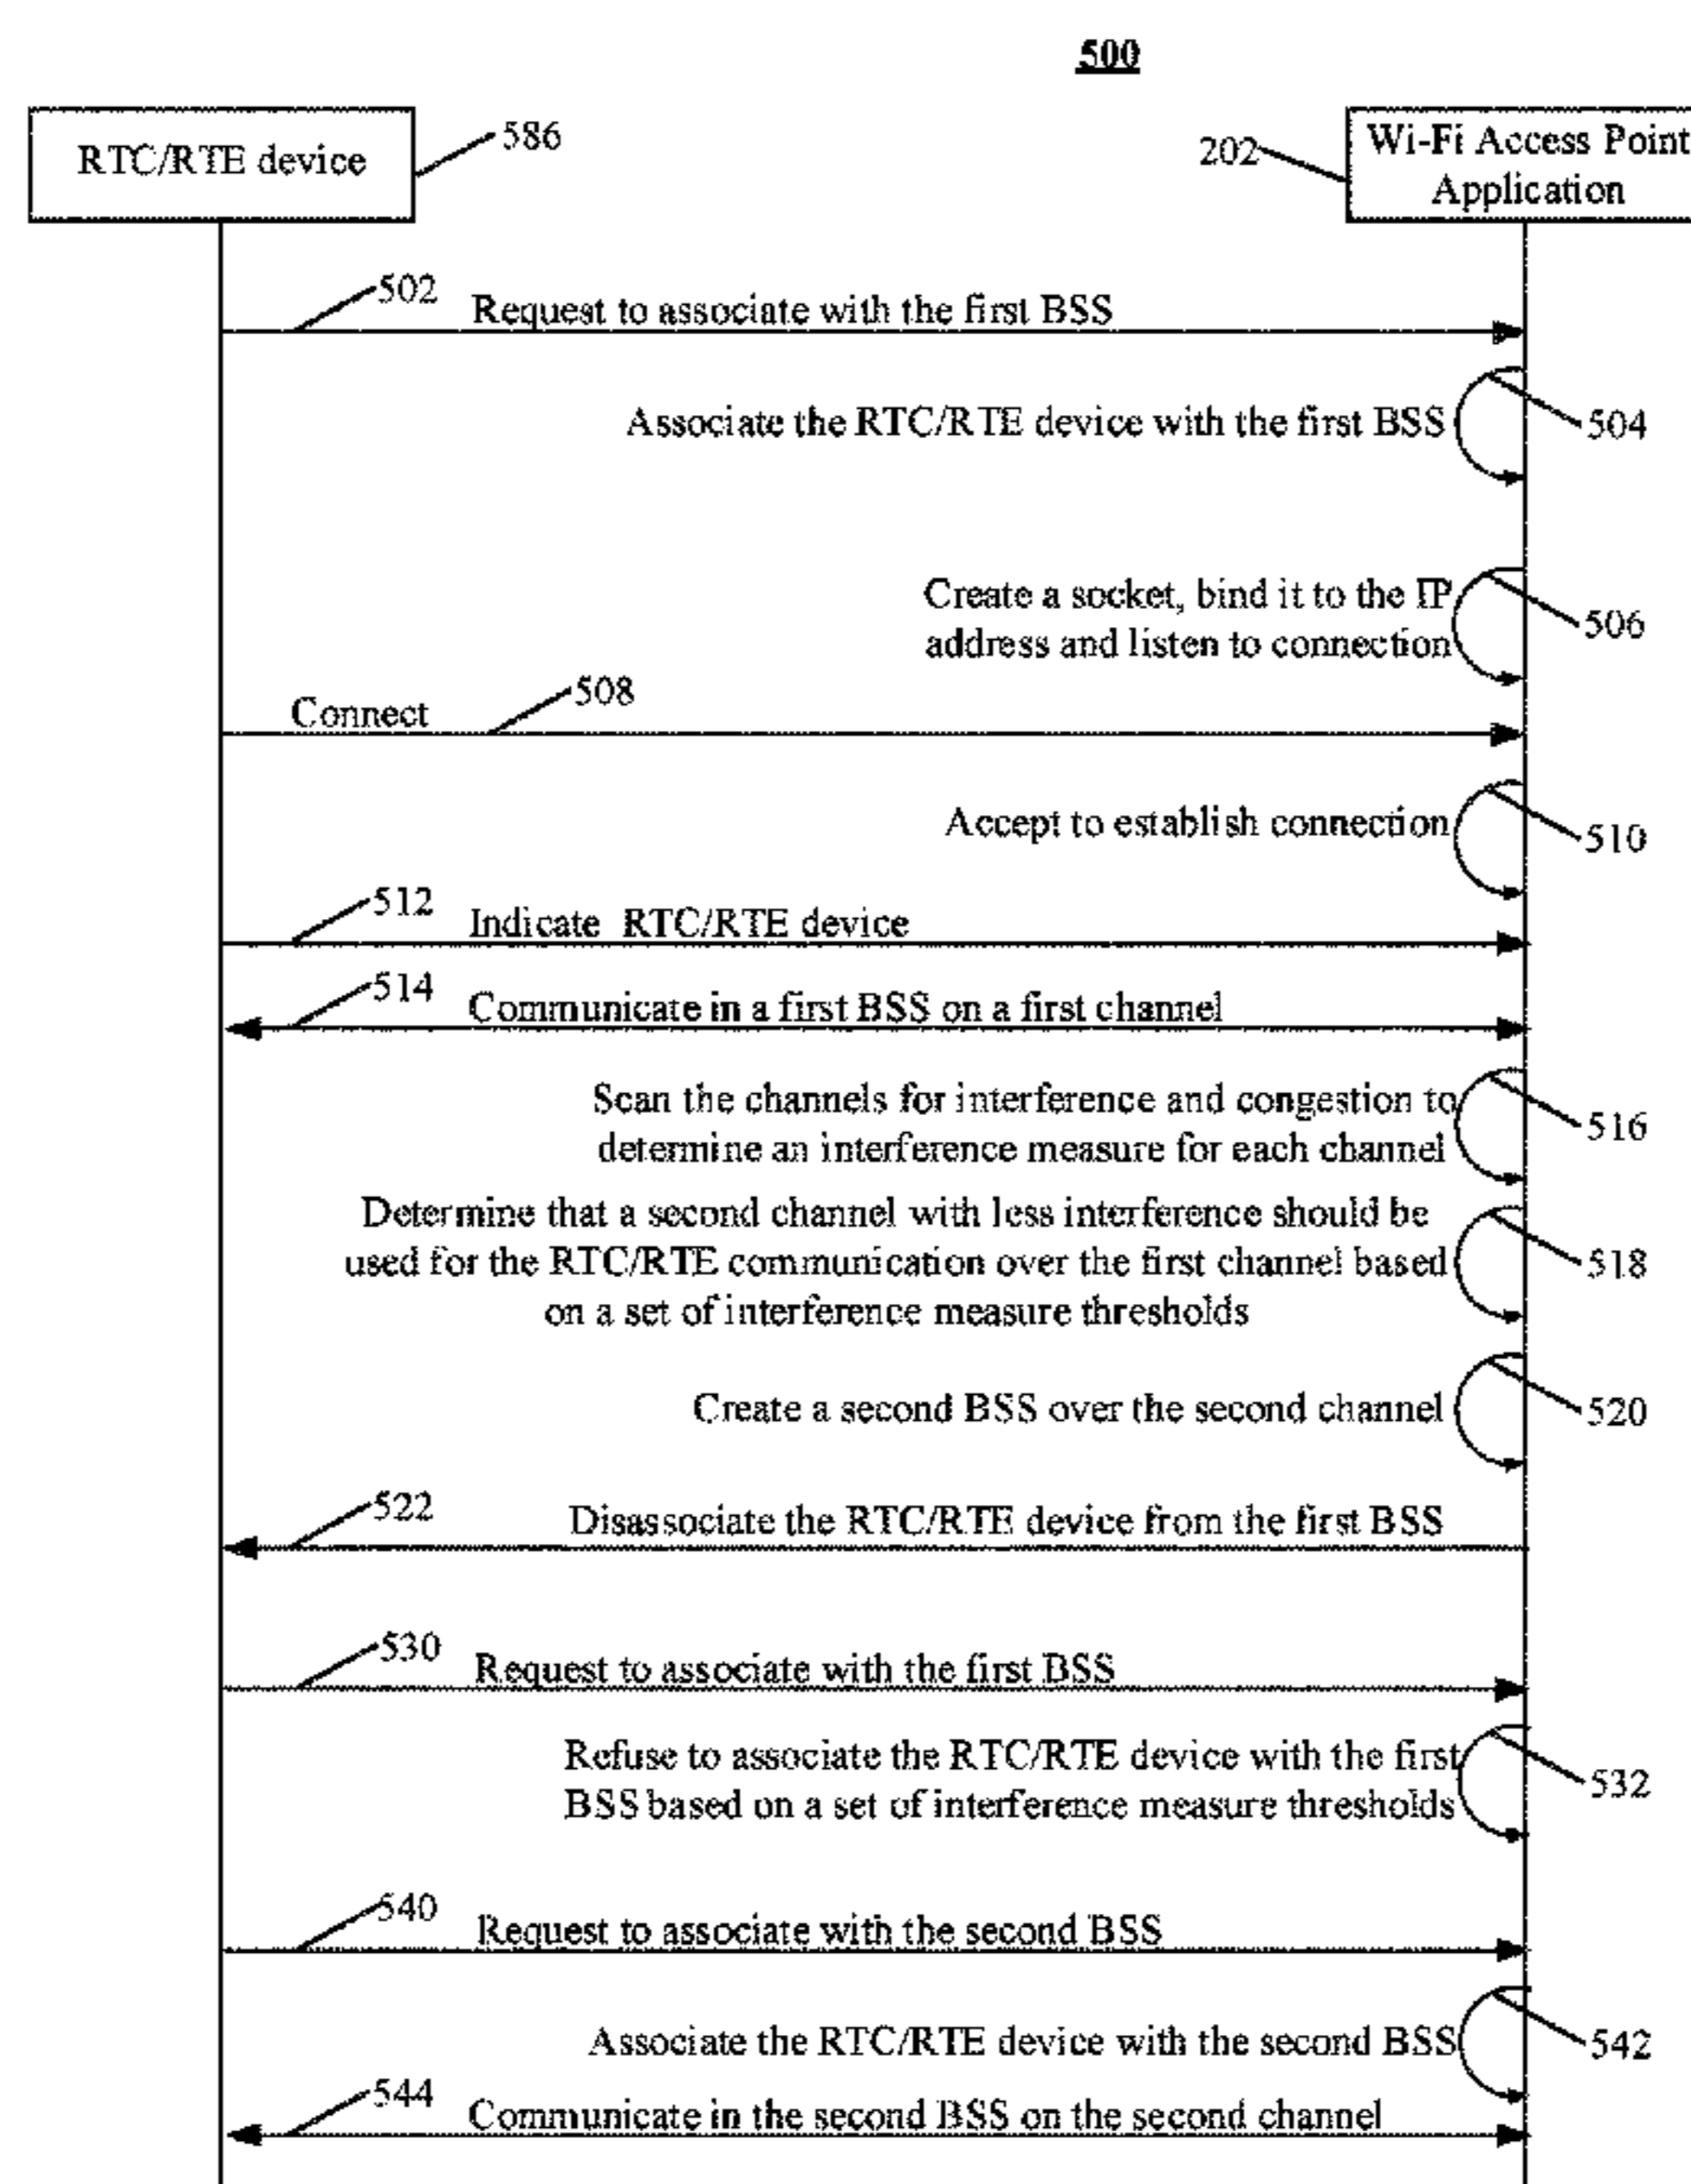 500
RTC/RTE device
586
202
Wi-Fi Access Point
Application
502
Request to associate with the first BSS
Associate the RTC/RTE device with the first BSS
504
Create a socket, bind it to the IP
address and listen to connection
506
508
Connect
Accept to establish connection
510
512
Indicate RTC/RTE device
514
Communicate in a first BSS on a first channel
Scan the channels for interference and congestion to
determine an interference measure for each channel
516
Determine that a second channel with less interference should be
used for the RTC/RTE communication over the first channel based
on a set of interference measure thresholds
518
Create a second BSS over the second channel
520
522
Disassociate the RTC/RTE device from the first BSS
530
Request to associate with the first BSS
Refuse to associate the RTC/RTE device with the first
BSS based on a set of interference measure thresholds
532
540
Request to associate with the second BSS
Associate the RTC/RTE device with the second BSS
542
544
Communicate in the second BSS on the second channel